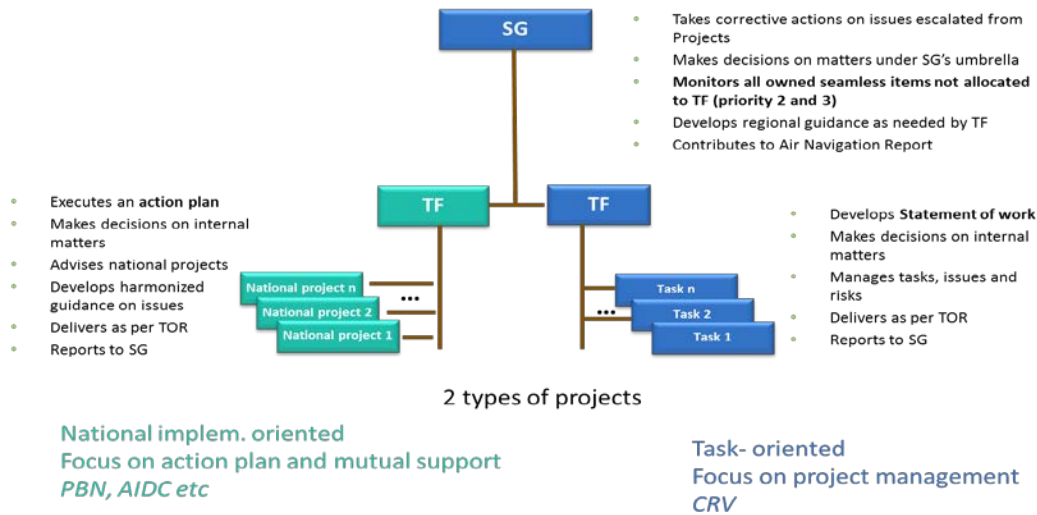 SG
Takes corrective actions on issues escalated from
Projects
Makes decisions on matters under SG's umbrella
Monitors all owned seamless items not allocated
to TF (priority 2 and 3)
Develops regional guidance as needed by TF
Contributes to Air Navigation Report
TF
TF
Executes an action plan
Makes decisions on internal
matters
Advises national projects
Develops harmonized
guidance on issues
Delivers as per TOR
Reports to SG
National project n
...
National project 2
National project 1
Task n
...
Task 2
Task 1
Develops Statement of work
Makes decisions on internal
matters
Manages tasks, issues and
risks
Delivers as per TOR
Reports to SG
2 types of projects
National implem. oriented
Focus on action plan and mutual support
PBN, AIDC etc
Task- oriented
Focus on project management
CRV